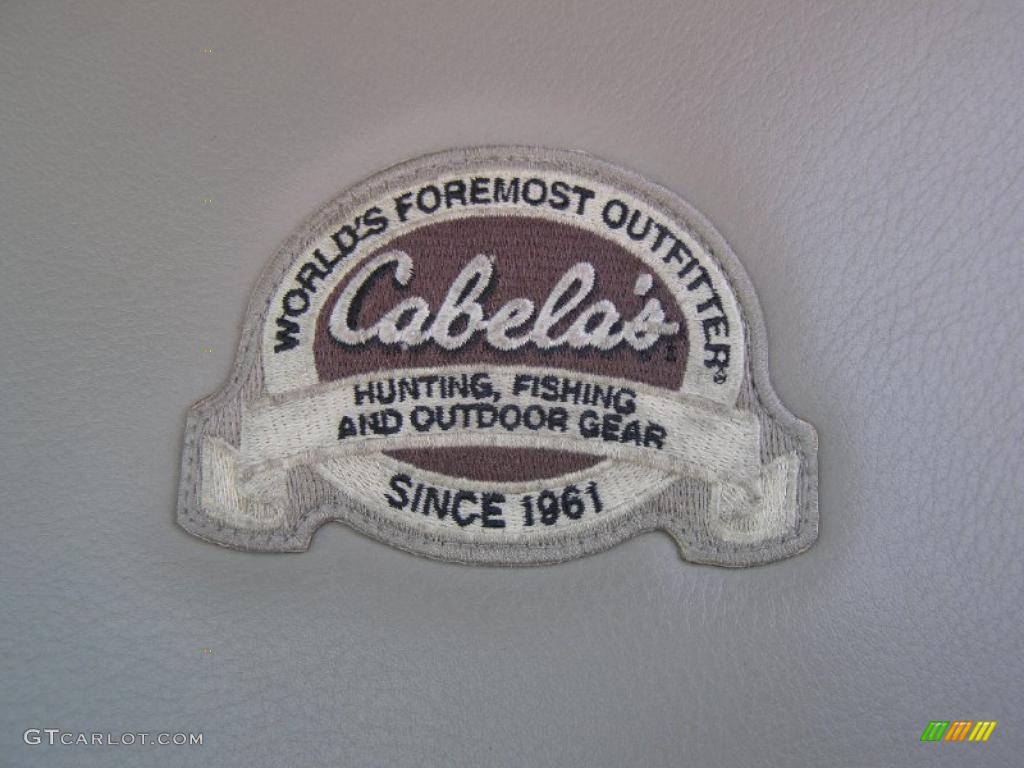 WORLD'S FOREMOST OUTFITTER®
Cabela's
HUNTING, FISHING
AND OUTDOOR GEAR
SINCE 1961
GTCARLOT.COM